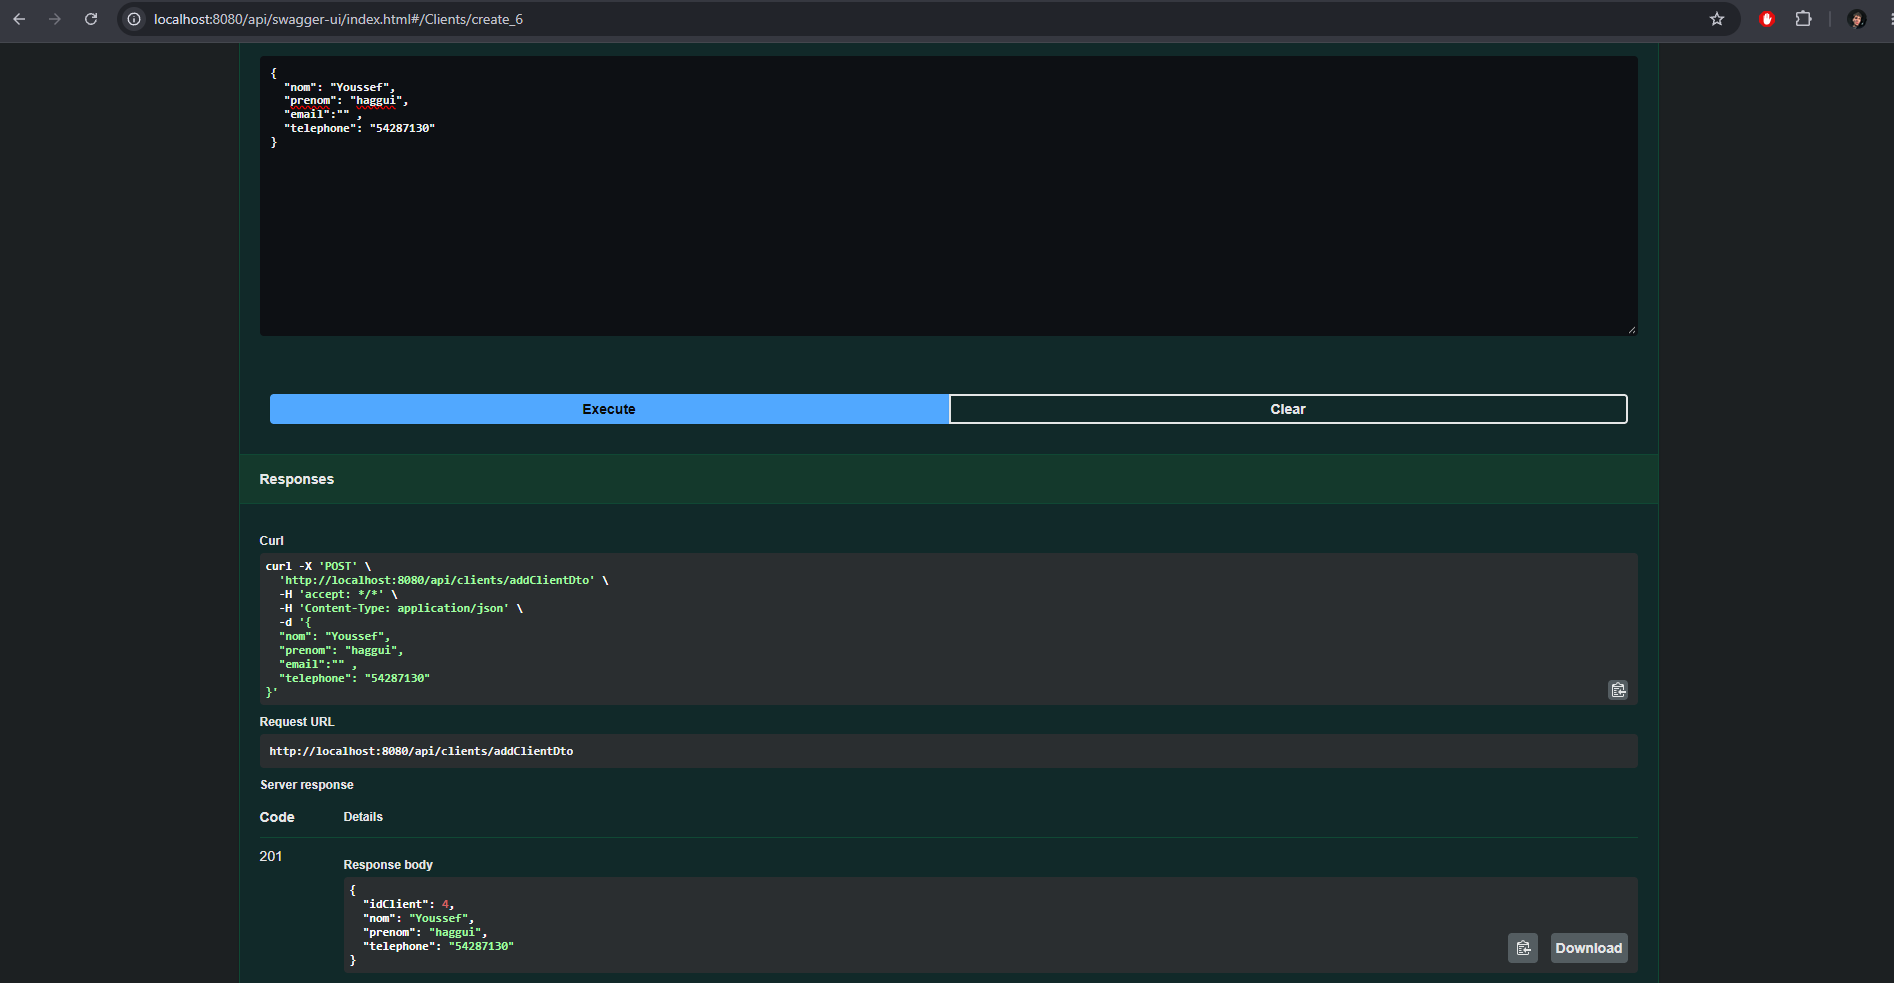 localhost:8080/api/swagger-ui/index.html#/Clients/create_6
{
  "nom": "Youssef",
  "prenom": "haggui",
  "email":"" ,
  "telephone": "54287130"
}
Execute
Clear
Responses
Curl
curl -X 'POST' \
  'http://localhost:8080/api/clients/addClientDto' \
  -H 'accept: */*' \
  -H 'Content-Type: application/json' \
  -d '{
  "nom": "Youssef",
  "prenom": "haggui",
  "email":"" ,
  "telephone": "54287130"
}'
Request URL
http://localhost:8080/api/clients/addClientDto
Server response
Code Details
201
Response body
{
  "idClient": 4,
  "nom": "Youssef",
  "prenom": "haggui",
  "telephone": "54287130"
}
Download